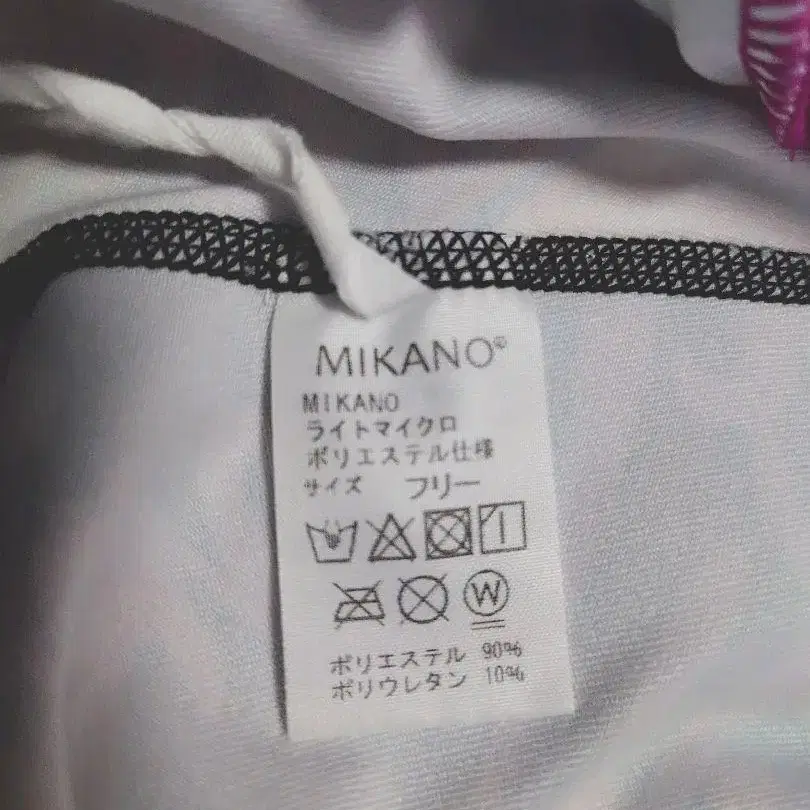 MIKANO®
MIKANO
ライトマイクロ
ポリエステル仕様
サイズ フリー
W
ポリエステル 90%
ポリウレタン 10%